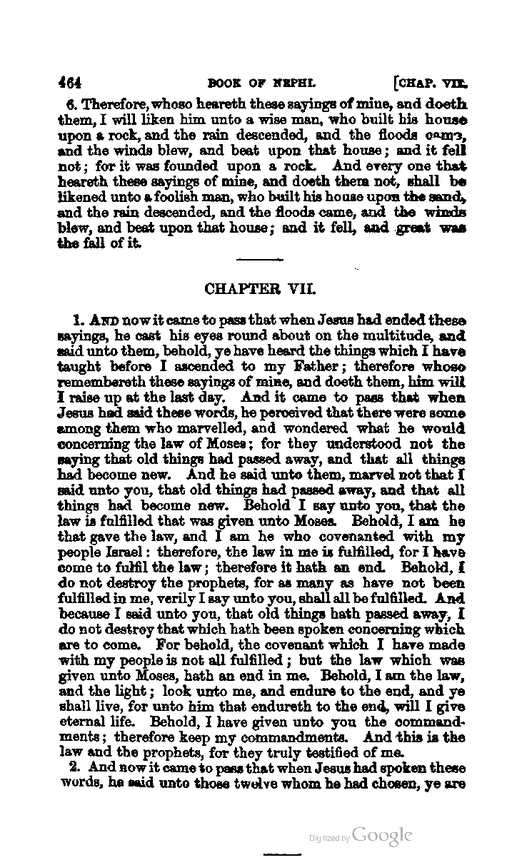 464 BOOK OF NEPHI. [CHAP. VII.
6. Therefore, whoso heareth these sayings of mine, and doeth
them, I will liken him unto a wise man, who built his house
upon a rock, and the rain descended, and the floods came,
and the winds blew, and beat upon that house; and it fell
not; for it was founded upon a rock. And every one that
heareth these sayings of mine, and doeth them not, shall be
likened unto a foolish man, who built his house upon the sand,
and the rain descended, and the floods came, and the winds
blew, and beat upon that house; and it fell, and great was
the fall of it.
CHAPTER VII.
1. AND now it came to pass that when Jesus had ended these
sayings, he cast his eyes round about on the multitude, and
said unto them, behold, ye have heard the things which I have
taught before I ascended to my Father; therefore whoso
remembereth these sayings of mine, and doeth them, him will
I raise up at the last day. And it came to pass that when
Jesus had said these words, he perceived that there were some
among them who marvelled, and wondered what he would
concerning the law of Moses; for they understood not the
saying that old things had passed away, and that all things
had become new. And he said unto them, marvel not that I
said unto you, that old things had passed away, and that all
things had become new. Behold I say unto you, that the
law is fulfilled that was given unto Moses. Behold, I am he
that gave the law, and I am he who covenanted with my
people Israel: therefore, the law in me is fulfilled, for I have
come to fulfil the law; therefore it hath an end. Behold, I
do not destroy the prophets, for as many as have not been
fulfilled in me, verily I say unto you, shall all be fulfilled. And
because I said unto you, that old things hath passed away, I
do not destroy that which hath been spoken concerning which
are to come. For behold, the covenant which I have made
with my people is not all fulfilled; but the law which was
given unto Moses, hath an end in me. Behold, I am the law,
and the light; look unto me, and endure to the end, and ye
shall live, for unto him that endureth to the end, will I give
eternal life. Behold, I have given unto you the command-
ments; therefore keep my commandments. And this is the
law and the prophets, for they truly testified of me.
2. And now it came to pass that when Jesus had spoken these
words, he said unto those twelve whom he had chosen, ye are
Digitized by Google